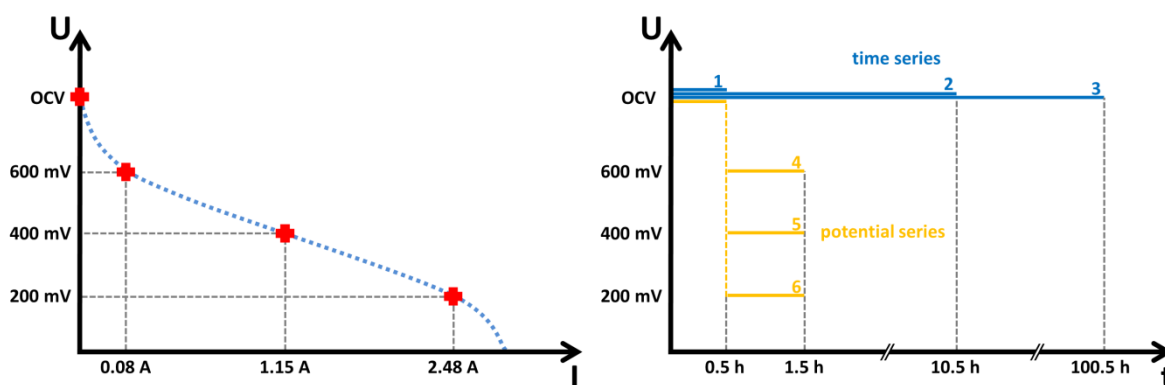 U
OCV
600 mV
400 mV
200 mV
0.08 A
1.15 A
2.48 A
I
U
time series
1
2
3
OCV
600 mV
4
400 mV
5
potential series
200 mV
6
0.5 h
1.5 h
10.5 h
100.5 h
t